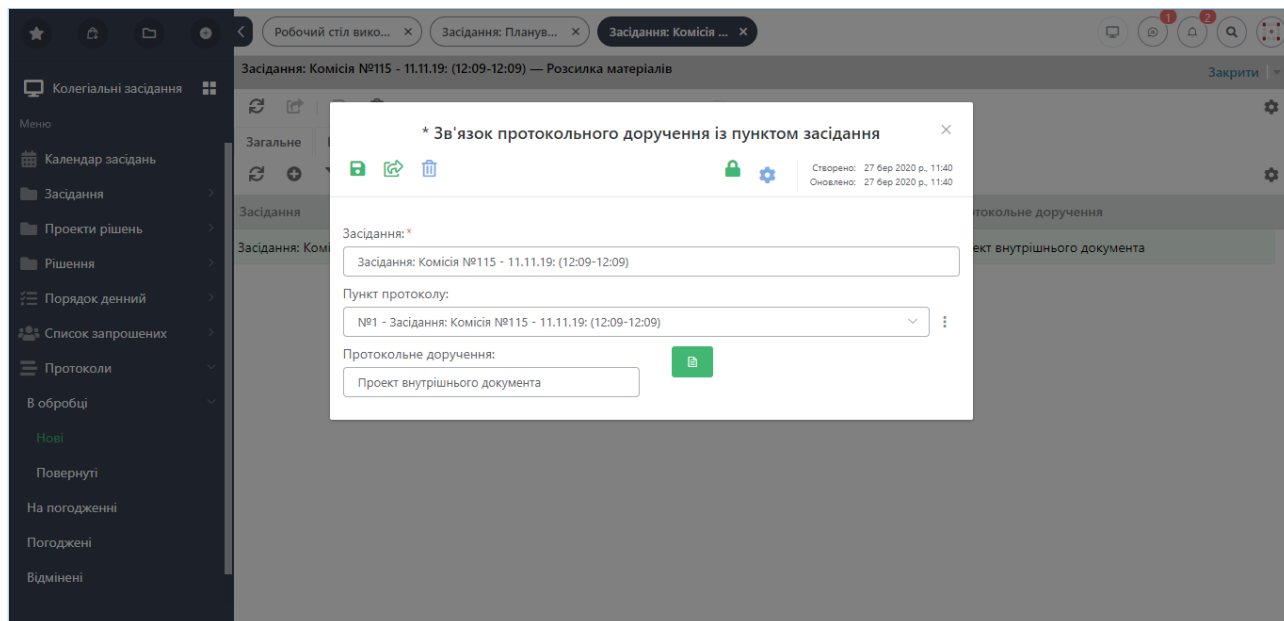 Робочий стіл вико... ×
Засідання: Планув... ×
Засідання: Комісія ... ×
1
2
Колегіальні засідання
Засідання: Комісія №115 - 11.11.19: (12:09-12:09) — Розсилка матеріалів
Закрити
Меню
Календар засідань
Засідання
Проекти рішень
Рішення
Порядок денний
Список запрошених
Протоколи
В обробці
Нові
Повернуті
На погодженні
Погоджені
Відмінені
Загальне
Засідання
Засідання: Комі
* Зв'язок протокольного доручення із пунктом засідання ×
Створено: 27 бер 2020 р., 11:40
Оновлено: 27 бер 2020 р., 11:40
Засідання:*
Засідання: Комісія №115 - 11.11.19: (12:09-12:09)
Пункт протоколу:
№1 - Засідання: Комісія №115 - 11.11.19: (12:09-12:09)
Протокольне доручення:
Проект внутрішнього документа
токольне доручення
ект внутрішнього документа